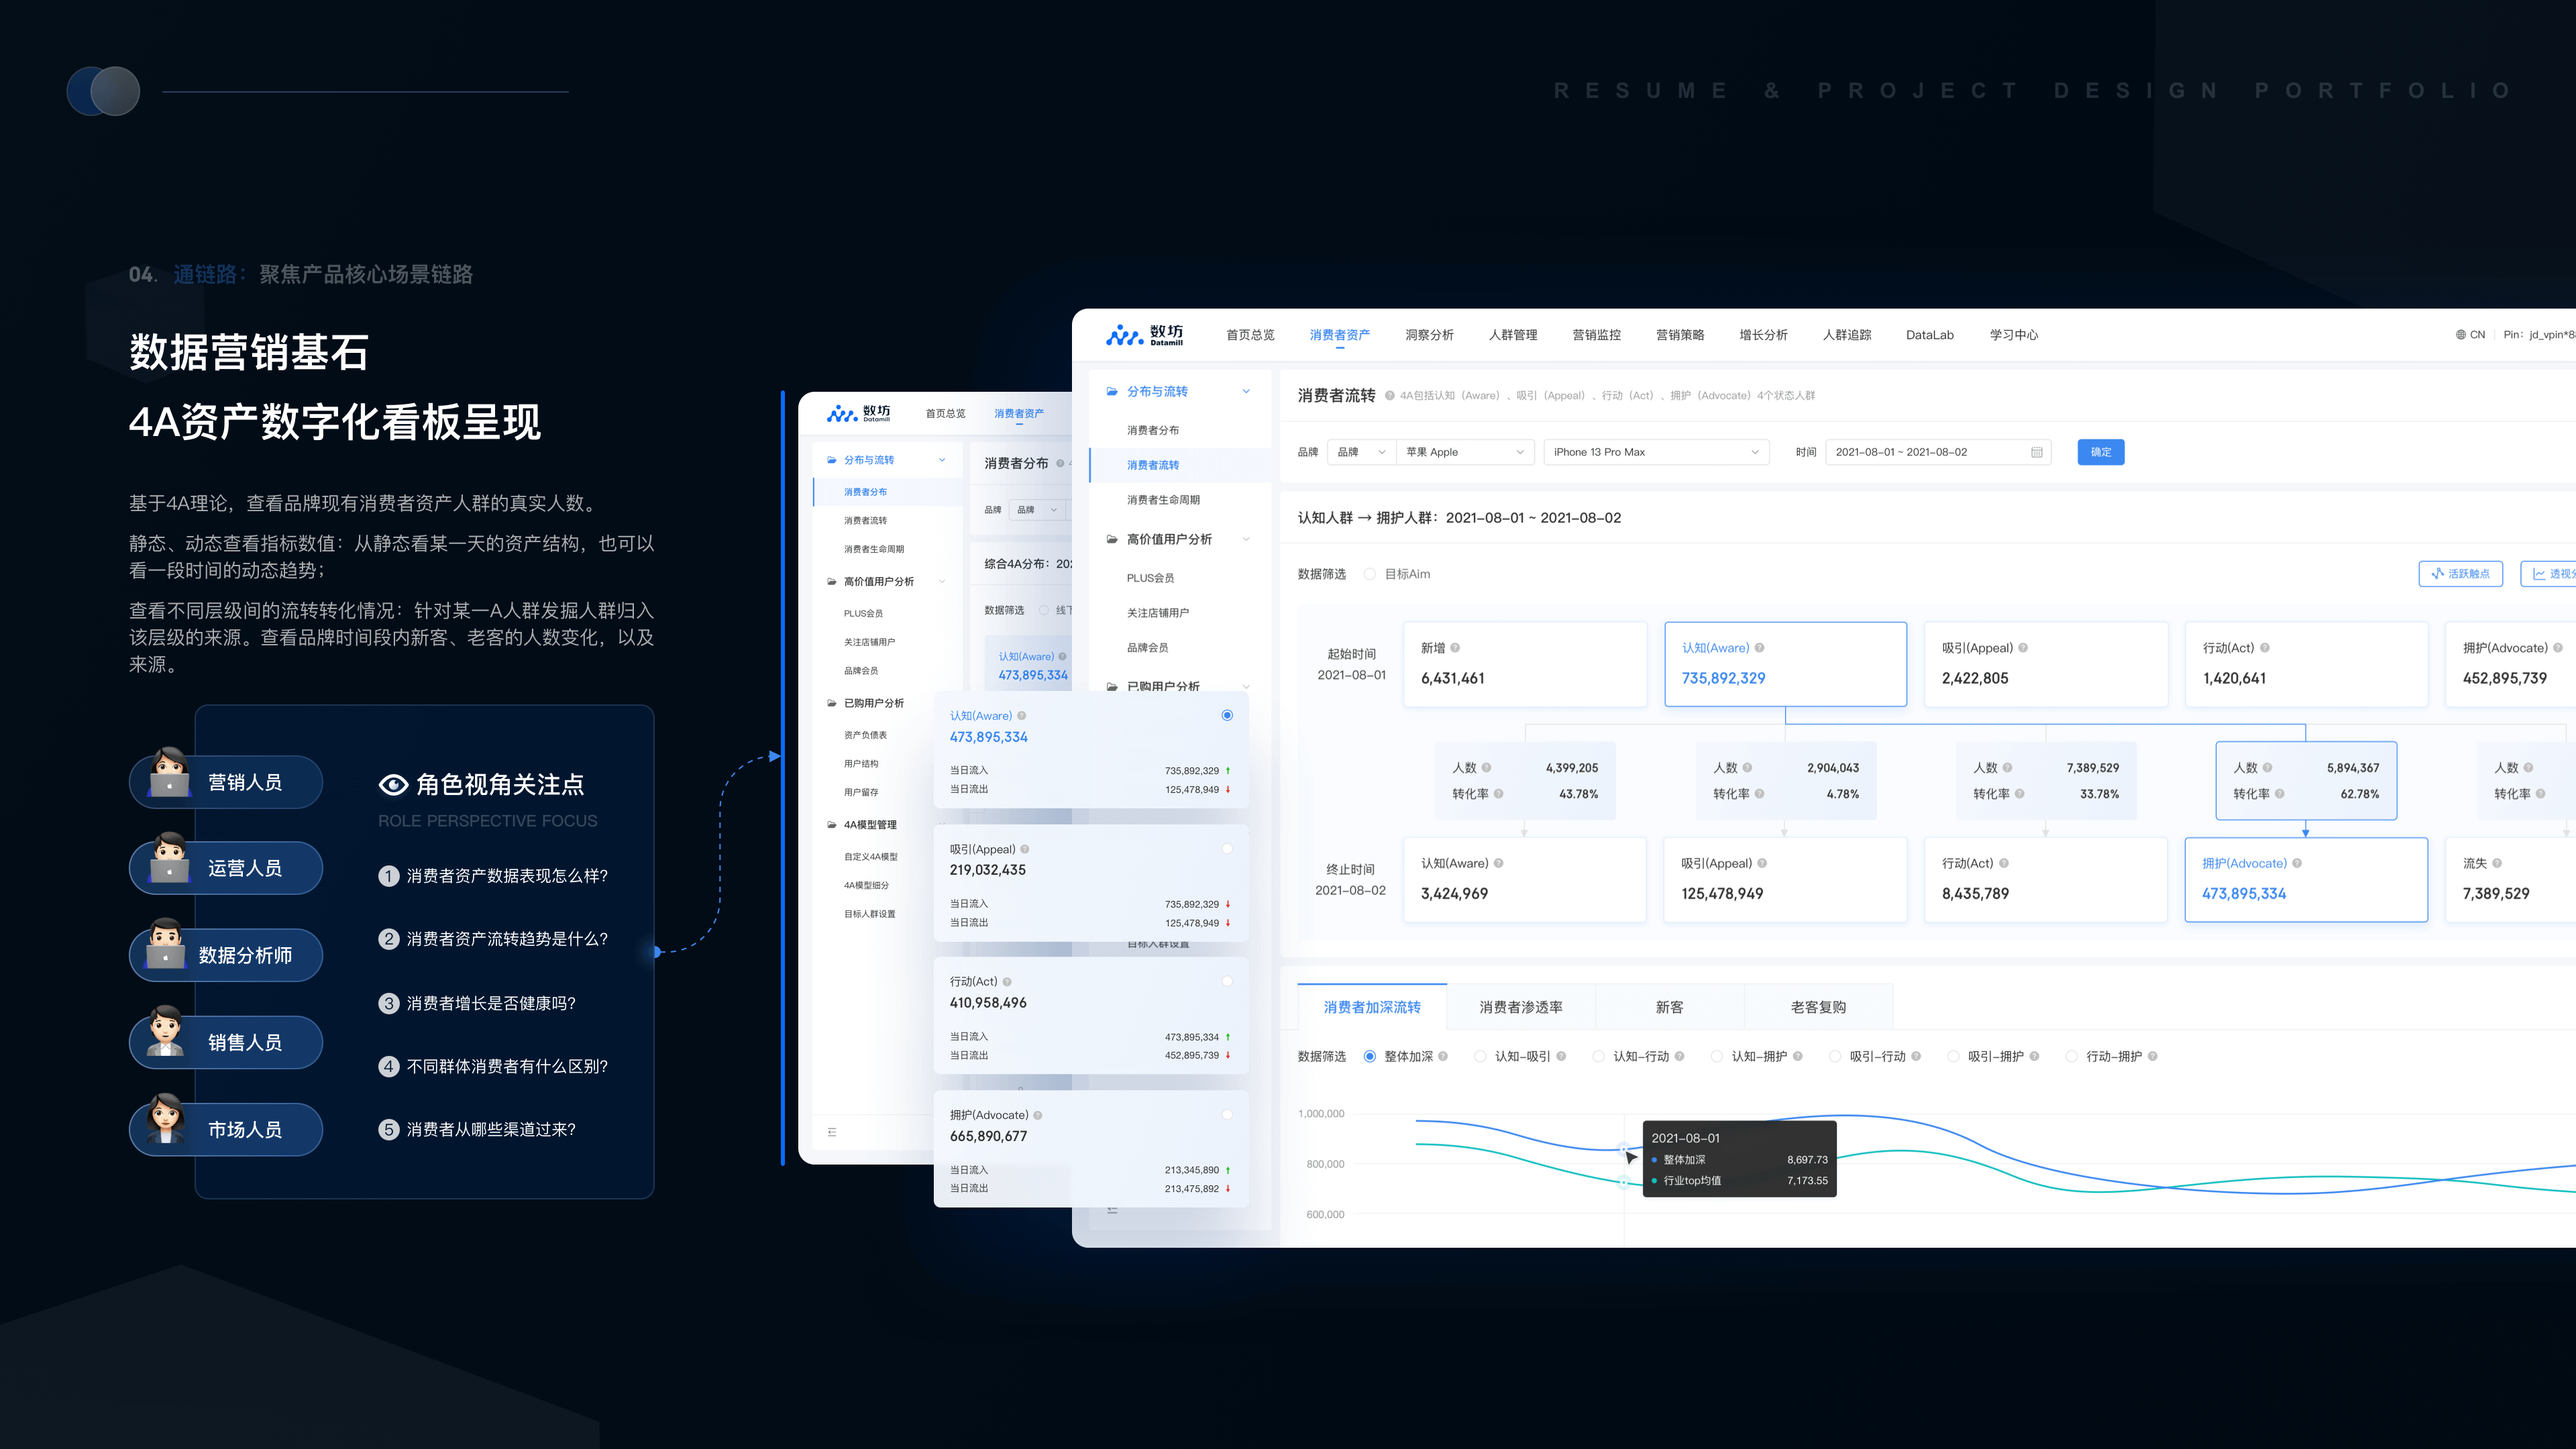 RESUME & PROJECT DESIGN PORTFOLIO
04. 通链路：聚焦产品核心场景链路
数据营销基石
4A资产数字化看板呈现
基于4A理论，查看品牌现有消费者资产人群的真实人数。
静态、动态查看指标数值：从静态看某一天的资产结构，也可以
看一段时间的动态趋势；
查看不同层级间的流转转化情况：针对某一A人群发掘人群归入
该层级的来源。查看品牌时间段内新客、老客的人数变化，以及
来源。
营销人员
运营人员
数据分析师
销售人员
市场人员
角色视角关注点
ROLE PERSPECTIVE FOCUS
1 消费者资产数据表现怎么样？
2 消费者资产流转趋势是什么？
3 消费者增长是否健康吗？
4 不同群体消费者有什么区别？
5 消费者从哪些渠道过来？
数坊
Datamill
首页总览 消费者资产
分布与流转
消费者分布
消费者流转
消费者生命周期
高价值用户分析
PLUS会员
关注店铺用户
品牌会员
已购用户分析
资产负债表
用户结构
用户留存
4A模型管理
自定义4A模型
4A模型细分
目标人群设置
消费者分布
品牌 品牌
综合4A分布：202
数据筛选 线下
认知(Aware)
473,895,334
认知(Aware)
473,895,334
当日流入 735,892,329 ↑
当日流出 125,478,949 ↓
吸引(Appeal)
219,032,435
当日流入 735,892,329 ↓
当日流出 125,478,949 ↓
行动(Act)
410,958,496
当日流入 473,895,334 ↑
当日流出 452,895,739 ↓
拥护(Advocate)
665,890,677
当日流入 213,345,890 ↑
当日流出 213,475,892 ↓
数坊
Datamill
首页总览 消费者资产 洞察分析 人群管理 营销监控 营销策略 增长分析 人群追踪 DataLab 学习中心
CN Pin：jd_vpin*8
分布与流转
消费者分布
消费者流转
消费者生命周期
高价值用户分析
PLUS会员
关注店铺用户
品牌会员
已购用户分析
目标人群设置
消费者流转 4A包括认知（Aware）、吸引（Appeal）、行动（Act）、拥护（Advocate）4个状态人群
品牌 品牌 苹果 Apple iPhone 13 Pro Max 时间 2021-08-01 ~ 2021-08-02 确定
认知人群 → 拥护人群：2021-08-01 ~ 2021-08-02
数据筛选 目标Aim
活跃触点 透视分
起始时间
2021-08-01
新增
6,431,461
认知(Aware)
735,892,329
吸引(Appeal)
2,422,805
行动(Act)
1,420,641
拥护(Advocate)
452,895,739
人数 4,399,205
转化率 43.78%
人数 2,904,043
转化率 4.78%
人数 7,389,529
转化率 33.78%
人数 5,894,367
转化率 62.78%
人数
转化率
终止时间
2021-08-02
认知(Aware)
3,424,969
吸引(Appeal)
125,478,949
行动(Act)
8,435,789
拥护(Advocate)
473,895,334
流失
7,389,529
消费者加深流转 消费者渗透率 新客 老客复购
数据筛选 整体加深 认知–吸引 认知–行动 认知–拥护 吸引–行动 吸引–拥护 行动–拥护
1,000,000
800,000
600,000
2021–08–01
整体加深 8,697.73
行业top均值 7,173.55